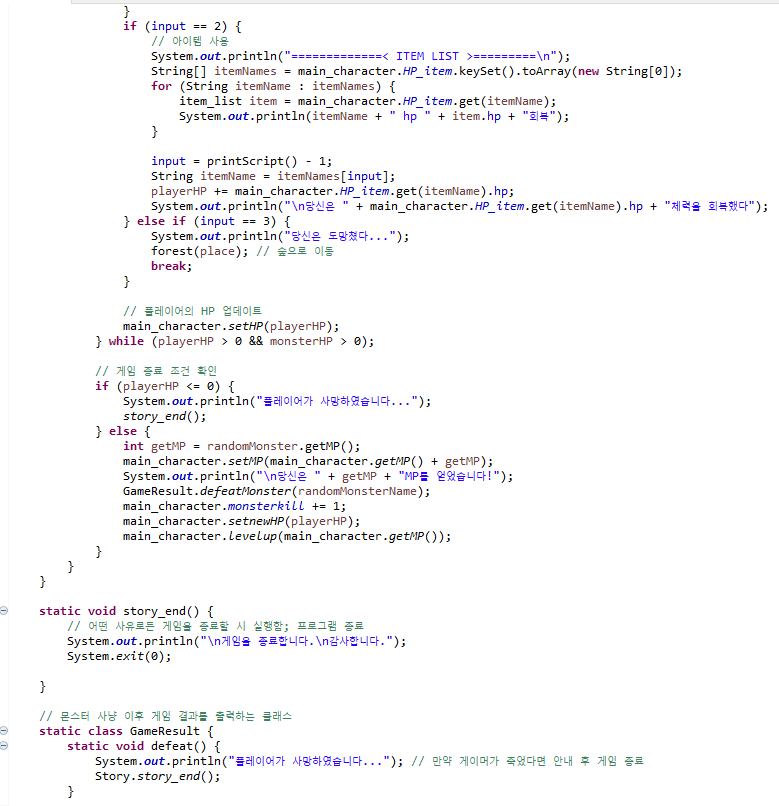 }
                if (input == 2) {
                    // 아이템 사용
                    System.out.println("=============< ITEM LIST >=========\n");
                    String[] itemNames = main_character.HP_item.keySet().toArray(new String[0]);
                    for (String itemName : itemNames) {
                        item_list item = main_character.HP_item.get(itemName);
                        System.out.println(itemName + " hp " + item.hp + "회복");
                    }

                    input = printScript() - 1;
                    String itemName = itemNames[input];
                    playerHP += main_character.HP_item.get(itemName).hp;
                    System.out.println("\n당신은 " + main_character.HP_item.get(itemName).hp + "체력을 회복했다");
                } else if (input == 3) {
                    System.out.println("당신은 도망쳤다...");
                    forest(place); // 숲으로 이동
                    break;
                }

                // 플레이어의 HP 업데이트
                main_character.setHP(playerHP);
            } while (playerHP > 0 && monsterHP > 0);

            // 게임 종료 조건 확인
            if (playerHP <= 0) {
                System.out.println("플레이어가 사망하였습니다...");
                story_end();
            } else {
                int getMP = randomMonster.getMP();
                main_character.setMP(main_character.getMP() + getMP);
                System.out.println("\n당신은 " + getMP + "MP를 얻었습니다!");
                GameResult.defeatMonster(randomMonsterName);
                main_character.monsterkill += 1;
                main_character.setnewHP(playerHP);
                main_character.levelup(main_character.getMP());
            }
        }
    }

    static void story_end() {
        // 어떤 사유로든 게임을 종료할 시 실행함; 프로그램 종료
        System.out.println("\n게임을 종료합니다.\n감사합니다.");
        System.exit(0);

    }

    // 몬스터 사냥 이후 게임 결과를 출력하는 클래스
    static class GameResult {
        static void defeat() {
            System.out.println("플레이어가 사망하였습니다..."); // 만약 게이머가 죽었다면 안내 후 게임 종료
            Story.story_end();
        }